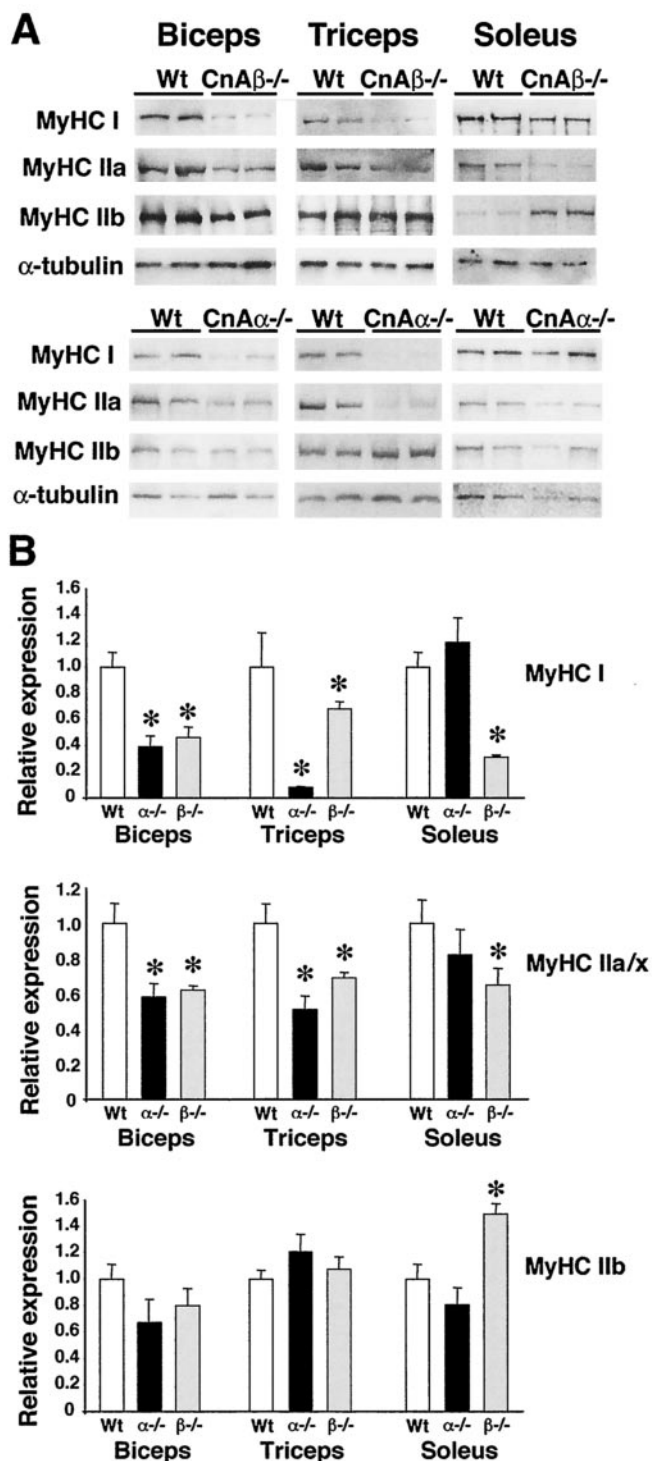 A
Biceps Triceps Soleus
Wt CnAβ-/- Wt CnAβ-/- Wt CnAβ-/-
MyHC I
MyHC IIa
MyHC IIb
α-tubulin
Wt CnAα-/- Wt CnAα-/- Wt CnAα-/-
MyHC I
MyHC IIa
MyHC IIb
α-tubulin
B
Relative expression
1.6
1.4
1.2
1.0
0.8
0.6
0.4
0.2
0
* * * * *
MyHC I
Wt α-/- β-/- Wt α-/- β-/- Wt α-/- β-/-
Biceps Triceps Soleus
Relative expression
1.2
1.0
0.8
0.6
0.4
0.2
0
* * * * *
MyHC IIa/x
Wt α-/- β-/- Wt α-/- β-/- Wt α-/- β-/-
Biceps Triceps Soleus
Relative expression
1.6
1.4
1.2
1.0
0.8
0.6
0.4
0.2
0
*
MyHC IIb
Wt α-/- β-/- Wt α-/- β-/- Wt α-/- β-/-
Biceps Triceps Soleus